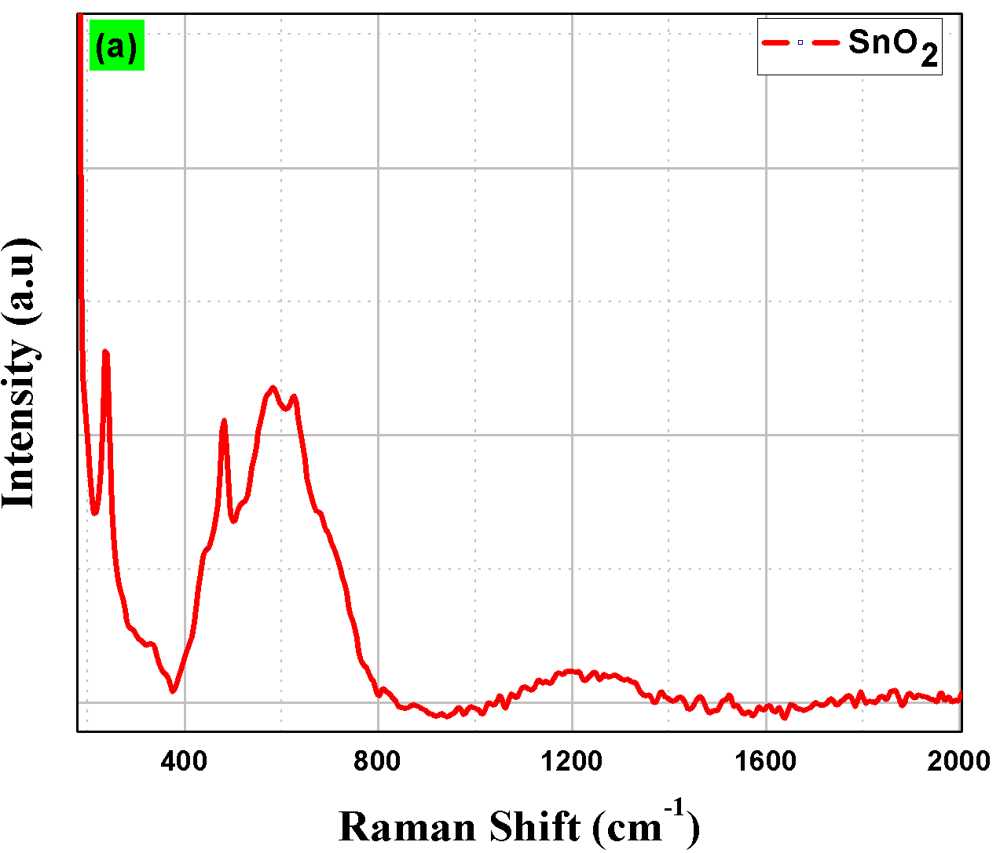 (a)
SnO₂
Intensity (a.u)
400 800 1200 1600 2000
Raman Shift (cm⁻¹)